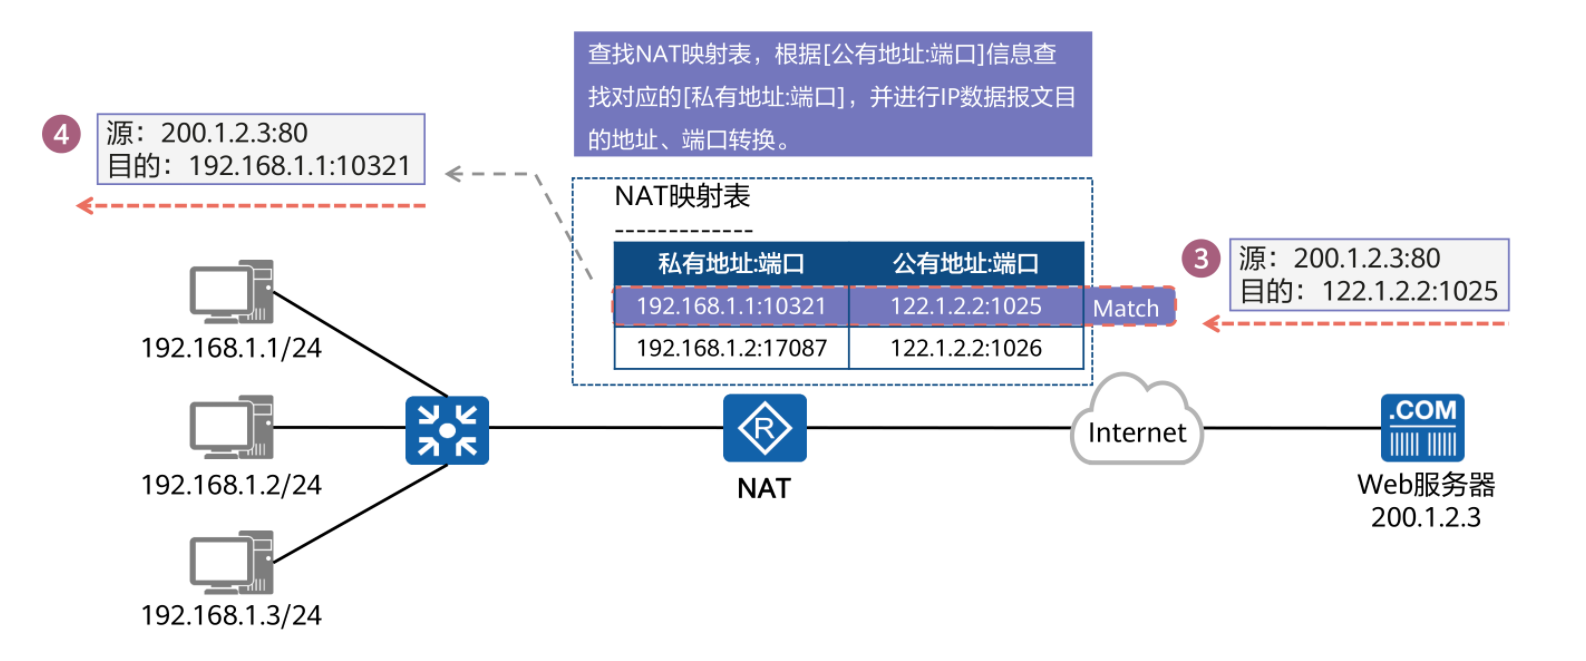 查找NAT映射表，根据[公有地址:端口]信息查
找对应的[私有地址:端口]，并进行IP数据报文目
的地址、端口转换。
4
源：200.1.2.3:80
目的：192.168.1.1:10321
NAT映射表
-------------
私有地址:端口 公有地址:端口
192.168.1.1:10321 122.1.2.2:1025 Match
192.168.1.2:17087 122.1.2.2:1026
3
源：200.1.2.3:80
目的：122.1.2.2:1025
192.168.1.1/24
192.168.1.2/24
192.168.1.3/24
R
NAT
Internet
.COM
Web服务器
200.1.2.3